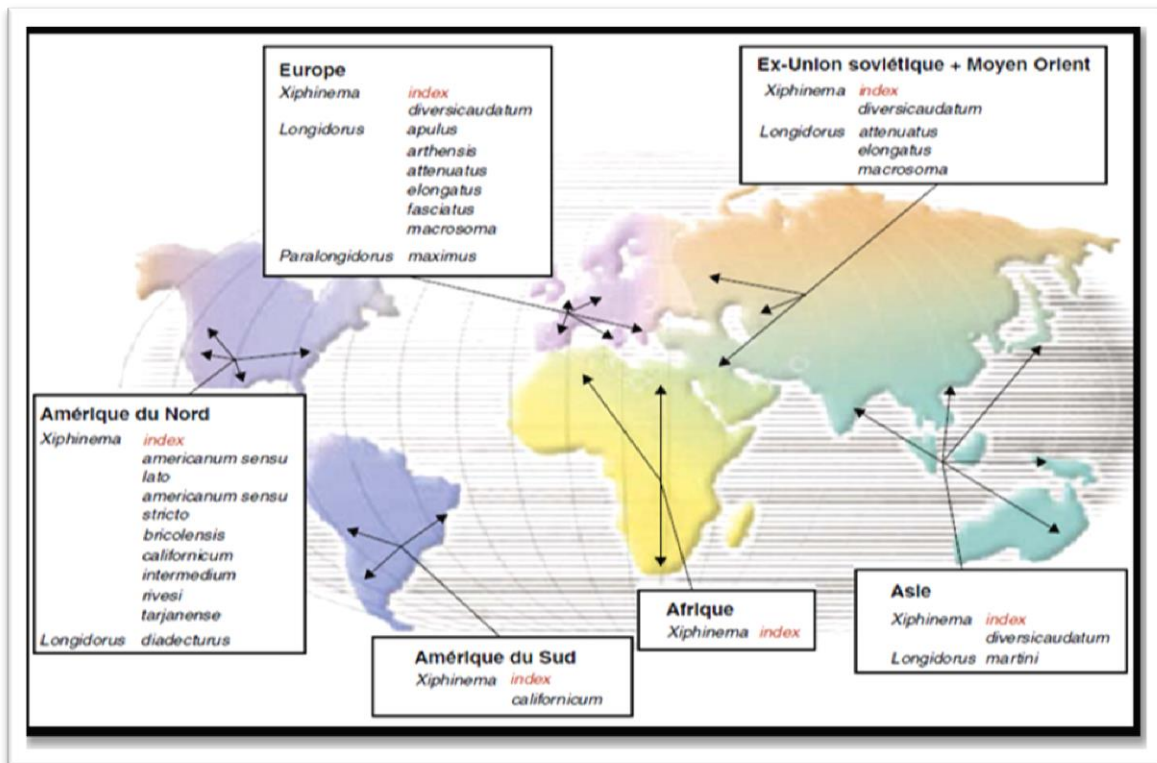 Europe
Xiphinema index
diversicaudatum
Longidorus apulus
arthensis
attenuatus
elongatus
fasciatus
macrosoma
Paralongidorus maximus
Ex-Union soviétique + Moyen Orient
Xiphinema index
diversicaudatum
Longidorus attenuatus
elongatus
macrosoma
Amérique du Nord
Xiphinema index
americanum sensu
lato
americanum sensu
stricto
bricolensis
californicum
intermedium
rivesi
tarjanense
Longidorus diadecturus
Amérique du Sud
Xiphinema index
californicum
Afrique
Xiphinema index
Asie
Xiphinema index
diversicaudatum
Longidorus martini